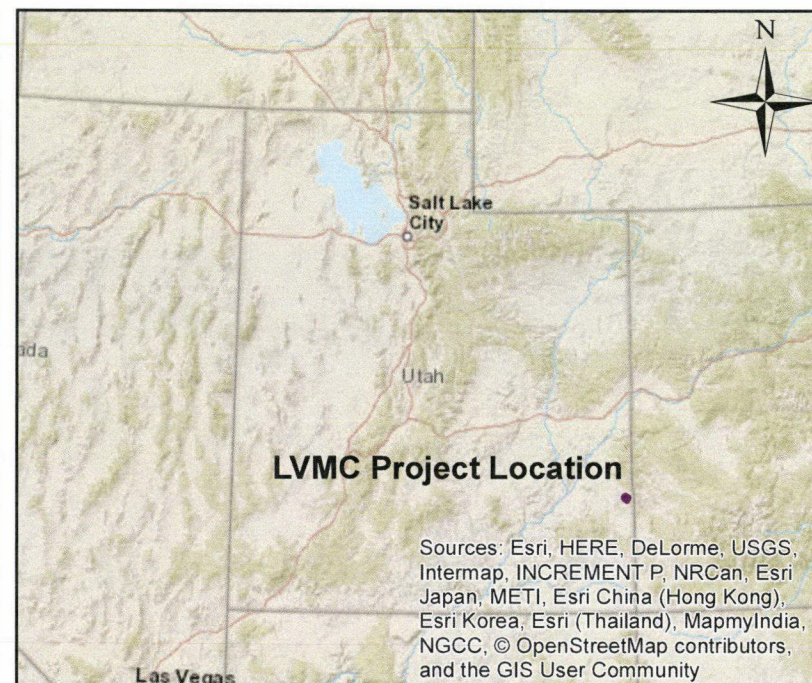 N
Salt Lake
City
ada
Utah
LVMC Project Location
Sources: Esri, HERE, DeLorme, USGS,
Intermap, INCREMENT P, NRCan, Esri
Japan, METI, Esri China (Hong Kong),
Esri Korea, Esri (Thailand), MapmyIndia,
NGCC, © OpenStreetMap contributors,
and the GIS User Community
Las Vegas